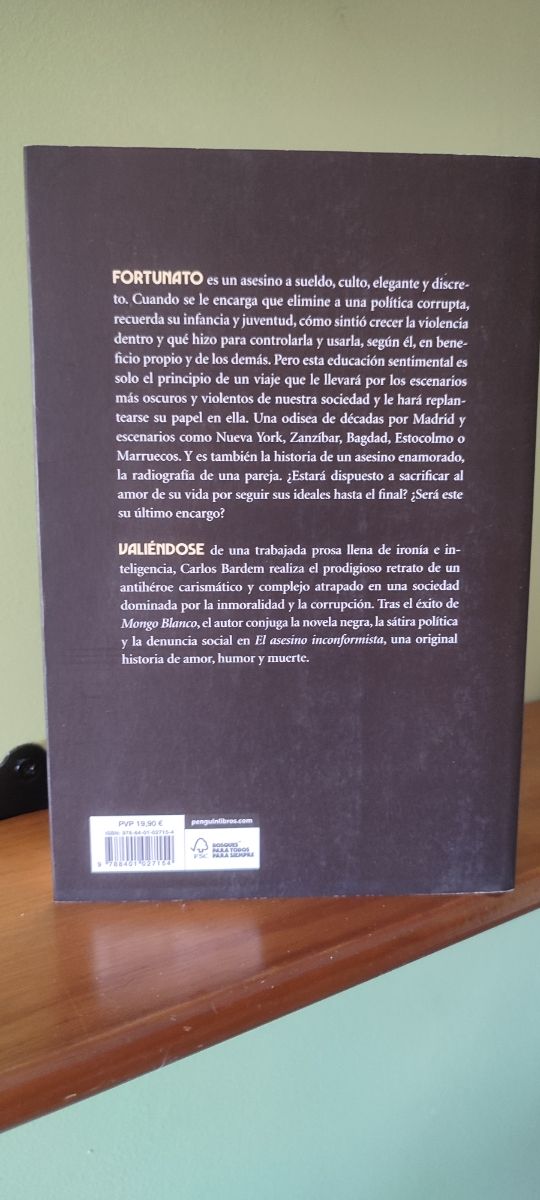 FORTUNATO es un asesino a sueldo, culto, elegante y discre-
to. Cuando se le encarga que elimine a una política corrupta,
recuerda su infancia y juventud, cómo sintió crecer la violencia
dentro y qué hizo para controlarla y usarla, según él, en bene-
ficio propio y de los demás. Pero esta educación sentimental es
solo el principio de un viaje que le llevará por los escenarios
más oscuros y violentos de nuestra sociedad y le hará replan-
tearse su papel en ella. Una odisea de décadas por Madrid y
escenarios como Nueva York, Zanzíbar, Bagdad, Estocolmo o
Marruecos. Y es también la historia de un asesino enamorado,
la radiografía de una pareja. ¿Estará dispuesto a sacrificar al
amor de su vida por seguir sus ideales hasta el final? ¿Será este
su último encargo?
VALIÉNDOSE de una trabajada prosa llena de ironía e in-
teligencia, Carlos Bardem realiza el prodigioso retrato de un
antihéroe carismático y complejo atrapado en una sociedad
dominada por la inmoralidad y la corrupción. Tras el éxito de
Mongo Blanco, el autor conjuga la novela negra, la sátira política
y la denuncia social en El asesino inconformista, una original
historia de amor, humor y muerte.
PVP 19,90 €
ISBN: 978-84-01-02715-4
9 788401 027154
penguinlibros.com
FSC
BOSQUES
PARA TODOS
PARA SIEMPRE